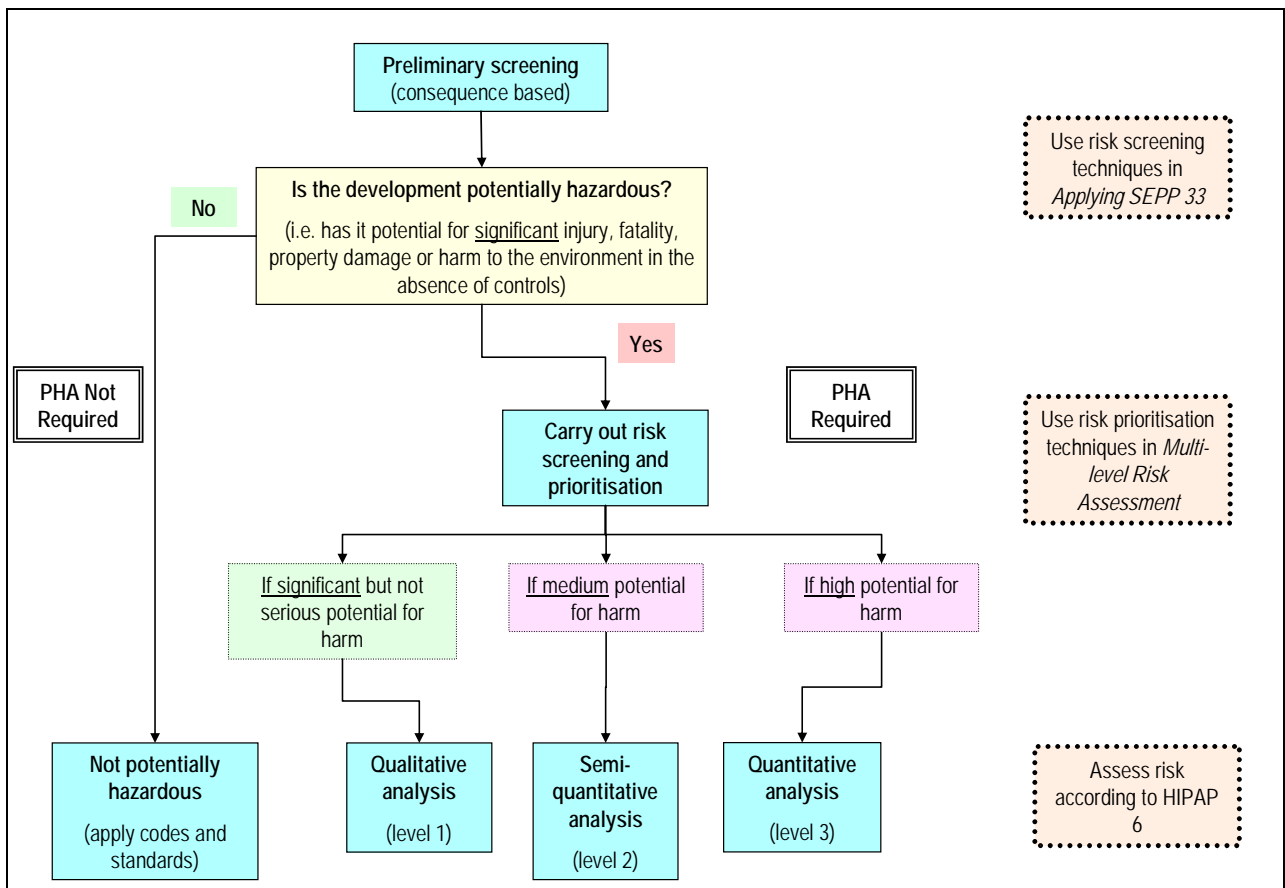 Preliminary screening
(consequence based)
Use risk screening
techniques in
Applying SEPP 33
Is the development potentially hazardous?
(i.e. has it potential for significant injury, fatality,
property damage or harm to the environment in the
absence of controls)
No
Yes
PHA Not
Required
PHA
Required
Carry out risk
screening and
prioritisation
Use risk prioritisation
techniques in Multi-
level Risk
Assessment
If significant but not
serious potential for
harm
If medium potential
for harm
If high potential for
harm
Not potentially
hazardous
(apply codes and
standards)
Qualitative
analysis
(level 1)
Semi-
quantitative
analysis
(level 2)
Quantitative
analysis
(level 3)
Assess risk
according to HIPAP
6